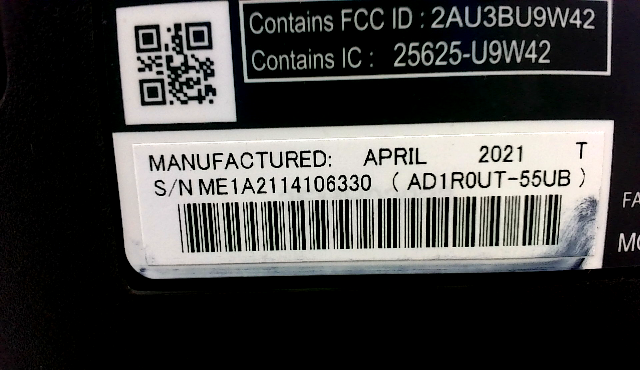 Contains FCC ID : 2AU3BU9W42
Contains IC : 25625-U9W42
MANUFACTURED: APRIL 2021 T
S/N ME1A2114106330 ( AD1R0UT-55UB )